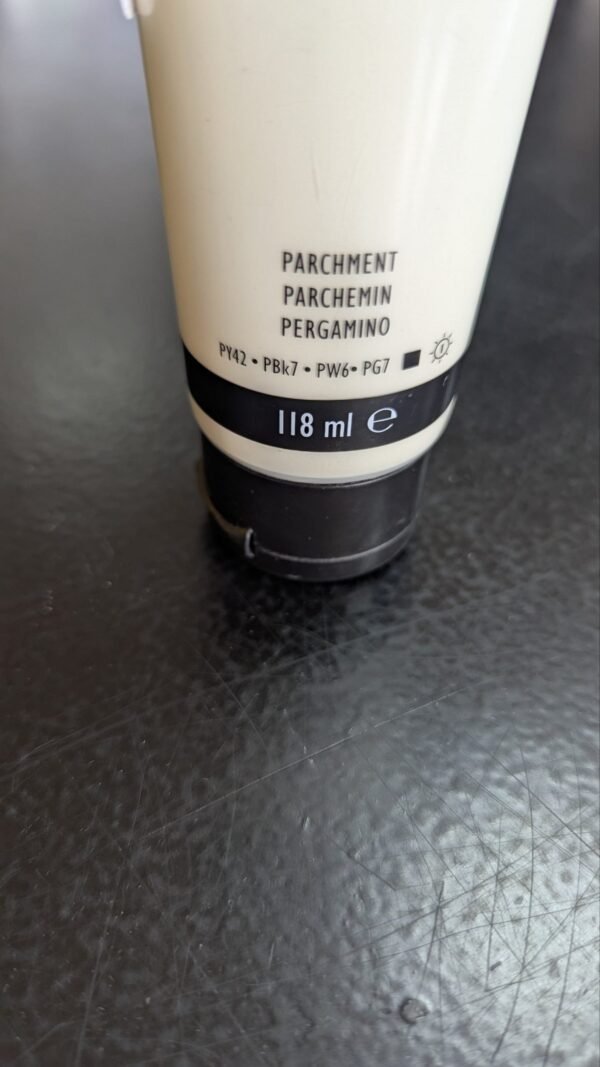 PARCHMENT
PARCHEMIN
PERGAMINO
PY42 • PBk7 • PW6• PG7 ■ I
118 ml ℮